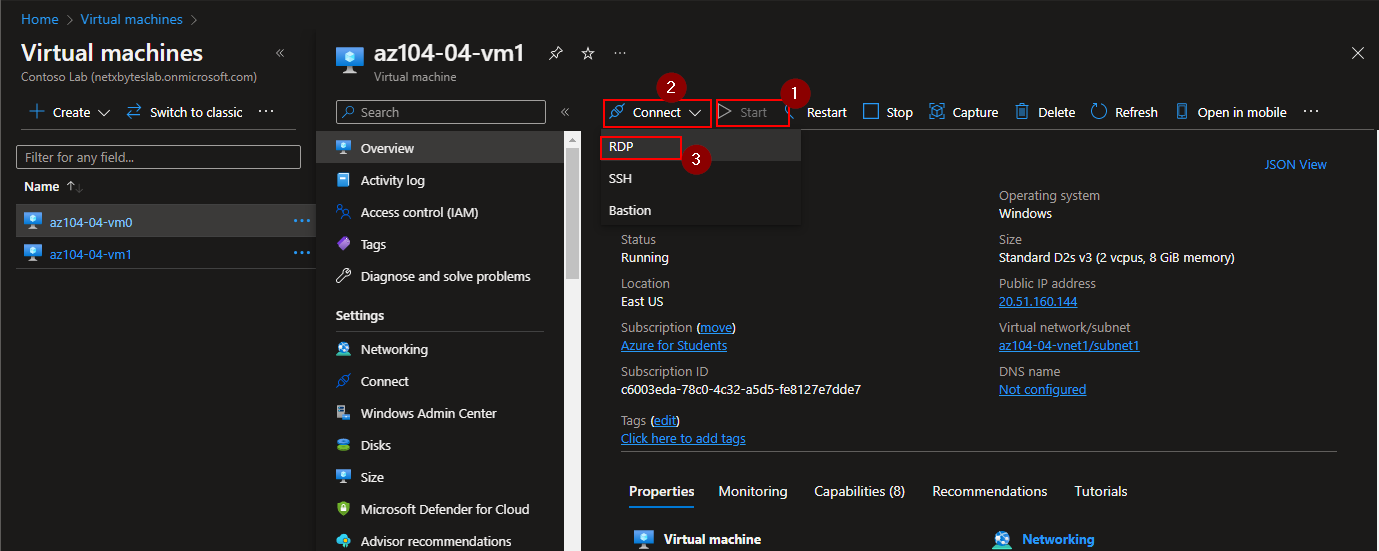 Home > Virtual machines >
Virtual machines «
Contoso Lab (netxbyteslab.onmicrosoft.com)
+ Create Switch to classic ...
Filter for any field...
Name ↑↓
az104-04-vm0 ...
az104-04-vm1 ...
az104-04-vm1 ...
Virtual machine
Search «
Overview
Activity log
Access control (IAM)
Tags
Diagnose and solve problems
Settings
Networking
Connect
Windows Admin Center
Disks
Size
Microsoft Defender for Cloud
Advisor recommendations
2 1
Connect Start Restart Stop Capture Delete Refresh Open in mobile ...
RDP 3
SSH
Bastion
JSON View
Status
Running
Location
East US
Subscription (move)
Azure for Students
Subscription ID
c6003eda-78c0-4c32-a5d5-fe8127e7dde7
Tags (edit)
Click here to add tags
Operating system
Windows
Size
Standard D2s v3 (2 vcpus, 8 GiB memory)
Public IP address
20.51.160.144
Virtual network/subnet
az104-04-vnet1/subnet1
DNS name
Not configured
Properties Monitoring Capabilities (8) Recommendations Tutorials
Virtual machine Networking